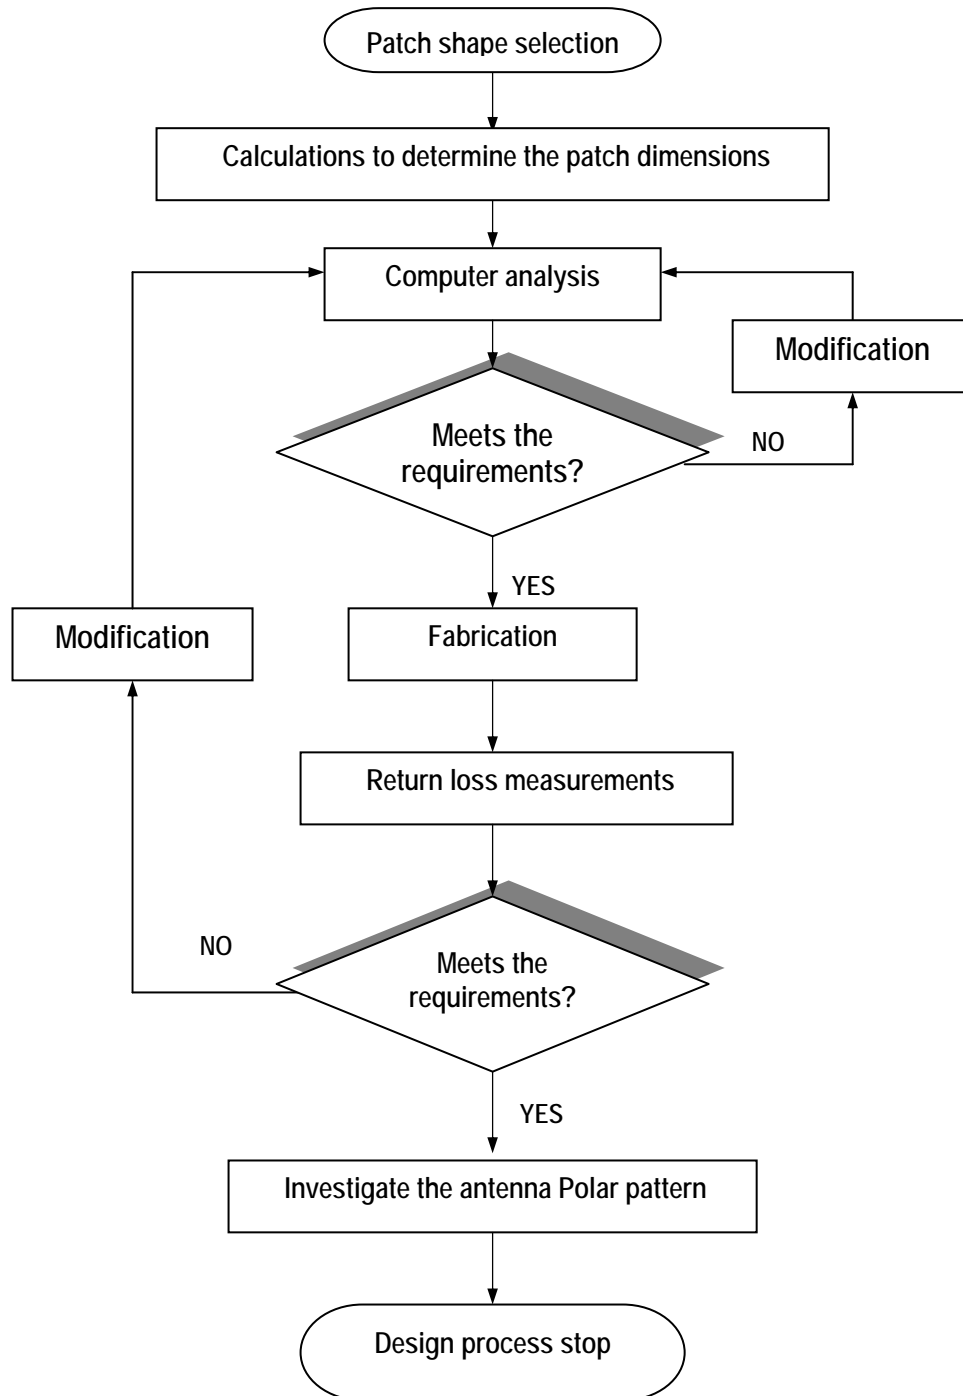 Patch shape selection
Calculations to determine the patch dimensions
Computer analysis
Modification
Meets the
requirements?
NO
YES
Modification
Fabrication
Return loss measurements
NO
Meets the
requirements?
YES
Investigate the antenna Polar pattern
Design process stop